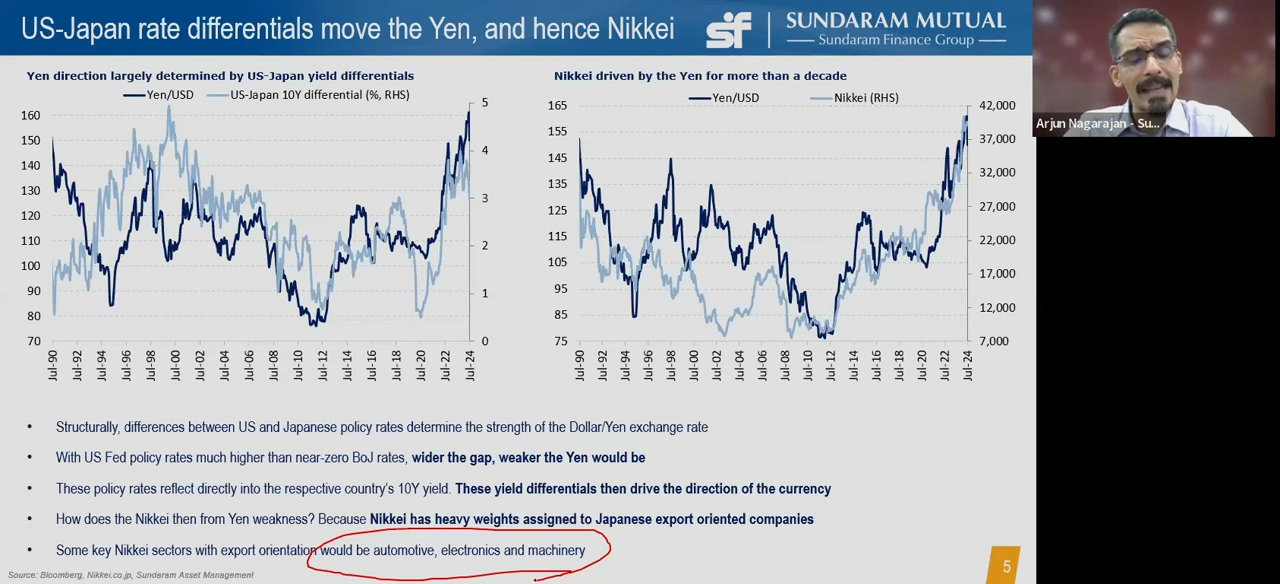 US-Japan rate differentials move the Yen, and hence Nikkei
sf
SUNDARAM MUTUAL
Sundaram Finance Group
Arjun Nagarajan - Su...
Yen direction largely determined by US-Japan yield differentials
Yen/USD US-Japan 10Y differential (%, RHS)
160
150
140
130
120
110
100
90
80
70
5
4
3
2
1
0
Jul-90 Jul-92 Jul-94 Jul-96 Jul-98 Jul-00 Jul-02 Jul-04 Jul-06 Jul-08 Jul-10 Jul-12 Jul-14 Jul-16 Jul-18 Jul-20 Jul-22 Jul-24
Nikkei driven by the Yen for more than a decade
Yen/USD Nikkei (RHS)
165
155
145
135
125
115
105
95
85
75
42,000
37,000
32,000
27,000
22,000
17,000
12,000
7,000
Jul-90 Jul-92 Jul-94 Jul-96 Jul-98 Jul-00 Jul-02 Jul-04 Jul-06 Jul-08 Jul-10 Jul-12 Jul-14 Jul-16 Jul-18 Jul-20 Jul-22 Jul-24
• Structurally, differences between US and Japanese policy rates determine the strength of the Dollar/Yen exchange rate
• With US Fed policy rates much higher than near-zero BoJ rates, wider the gap, weaker the Yen would be
• These policy rates reflect directly into the respective country's 10Y yield. These yield differentials then drive the direction of the currency
• How does the Nikkei then from Yen weakness? Because Nikkei has heavy weights assigned to Japanese export oriented companies
• Some key Nikkei sectors with export orientation would be automotive, electronics and machinery
Source: Bloomberg, Nikkei.co.jp, Sundaram Asset Management
5